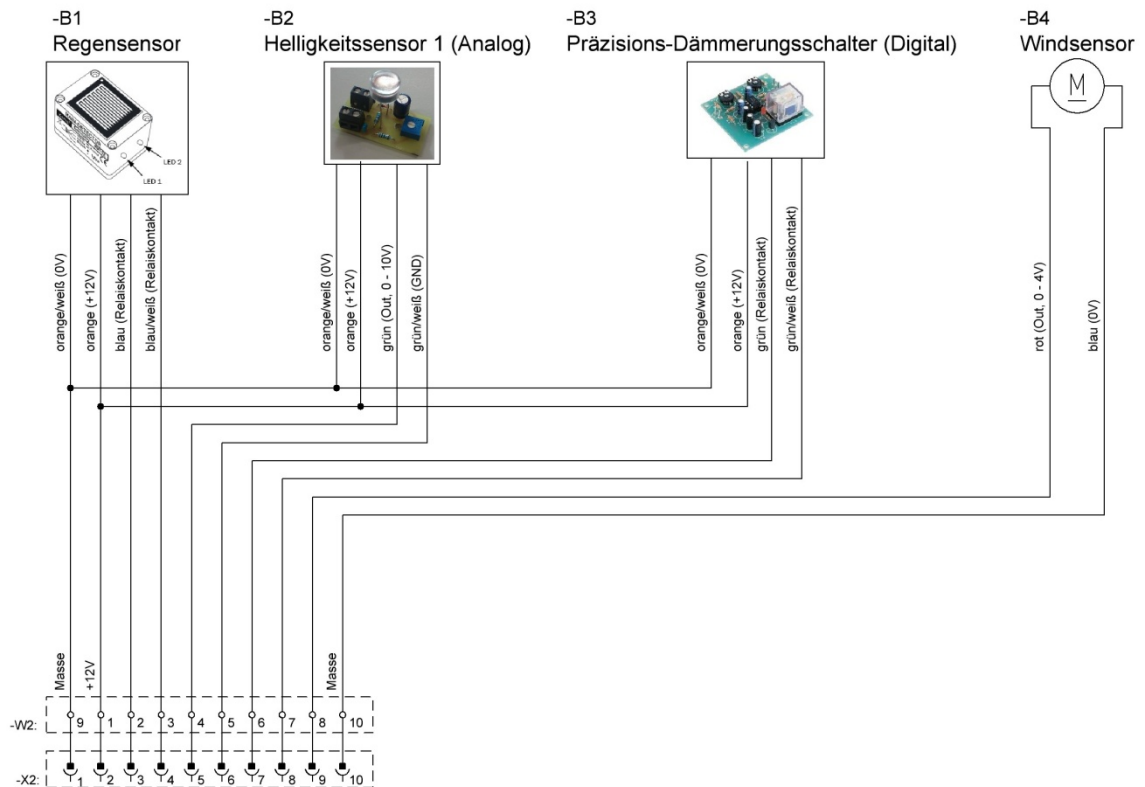 -B1
Regensensor
-B2
Helligkeitssensor 1 (Analog)
-B3
Präzisions-Dämmerungsschalter (Digital)
-B4
Windsensor
LED 2
LED 1
M
orange/weiß (0V)
orange (+12V)
blau (Relaiskontakt)
blau/weiß (Relaiskontakt)
orange/weiß (0V)
orange (+12V)
grün (Out, 0 - 10V)
grün/weiß (GND)
orange/weiß (0V)
orange (+12V)
grün (Relaiskontakt)
grün/weiß (Relaiskontakt)
rot (Out, 0 - 4V)
blau (0V)
Masse
+12V
Masse
-W2: 9 1 2 3 4 5 6 7 8 10
-X2: 1 2 3 4 5 6 7 8 9 10